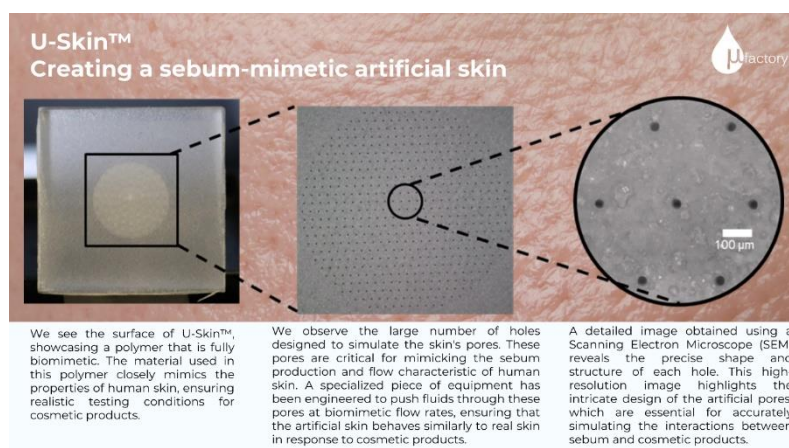 U-Skin™
Creating a sebum-mimetic artificial skin
μfactory
100 μm
We see the surface of U-Skin™,
showcasing a polymer that is fully
biomimetic. The material used in
this polymer closely mimics the
properties of human skin, ensuring
realistic testing conditions for
cosmetic products.
We observe the large number of holes
designed to simulate the skin's pores. These
pores are critical for mimicking the sebum
production and flow characteristic of human
skin. A specialized piece of equipment has
been engineered to push fluids through these
pores at biomimetic flow rates, ensuring that
the artificial skin behaves similarly to real skin
in response to cosmetic products.
A detailed image obtained using a
Scanning Electron Microscope (SEM
reveals the precise shape and
structure of each hole. This high-
resolution image highlights the
intricate design of the artificial pores
which are essential for accurately
simulating the interactions between
sebum and cosmetic products.